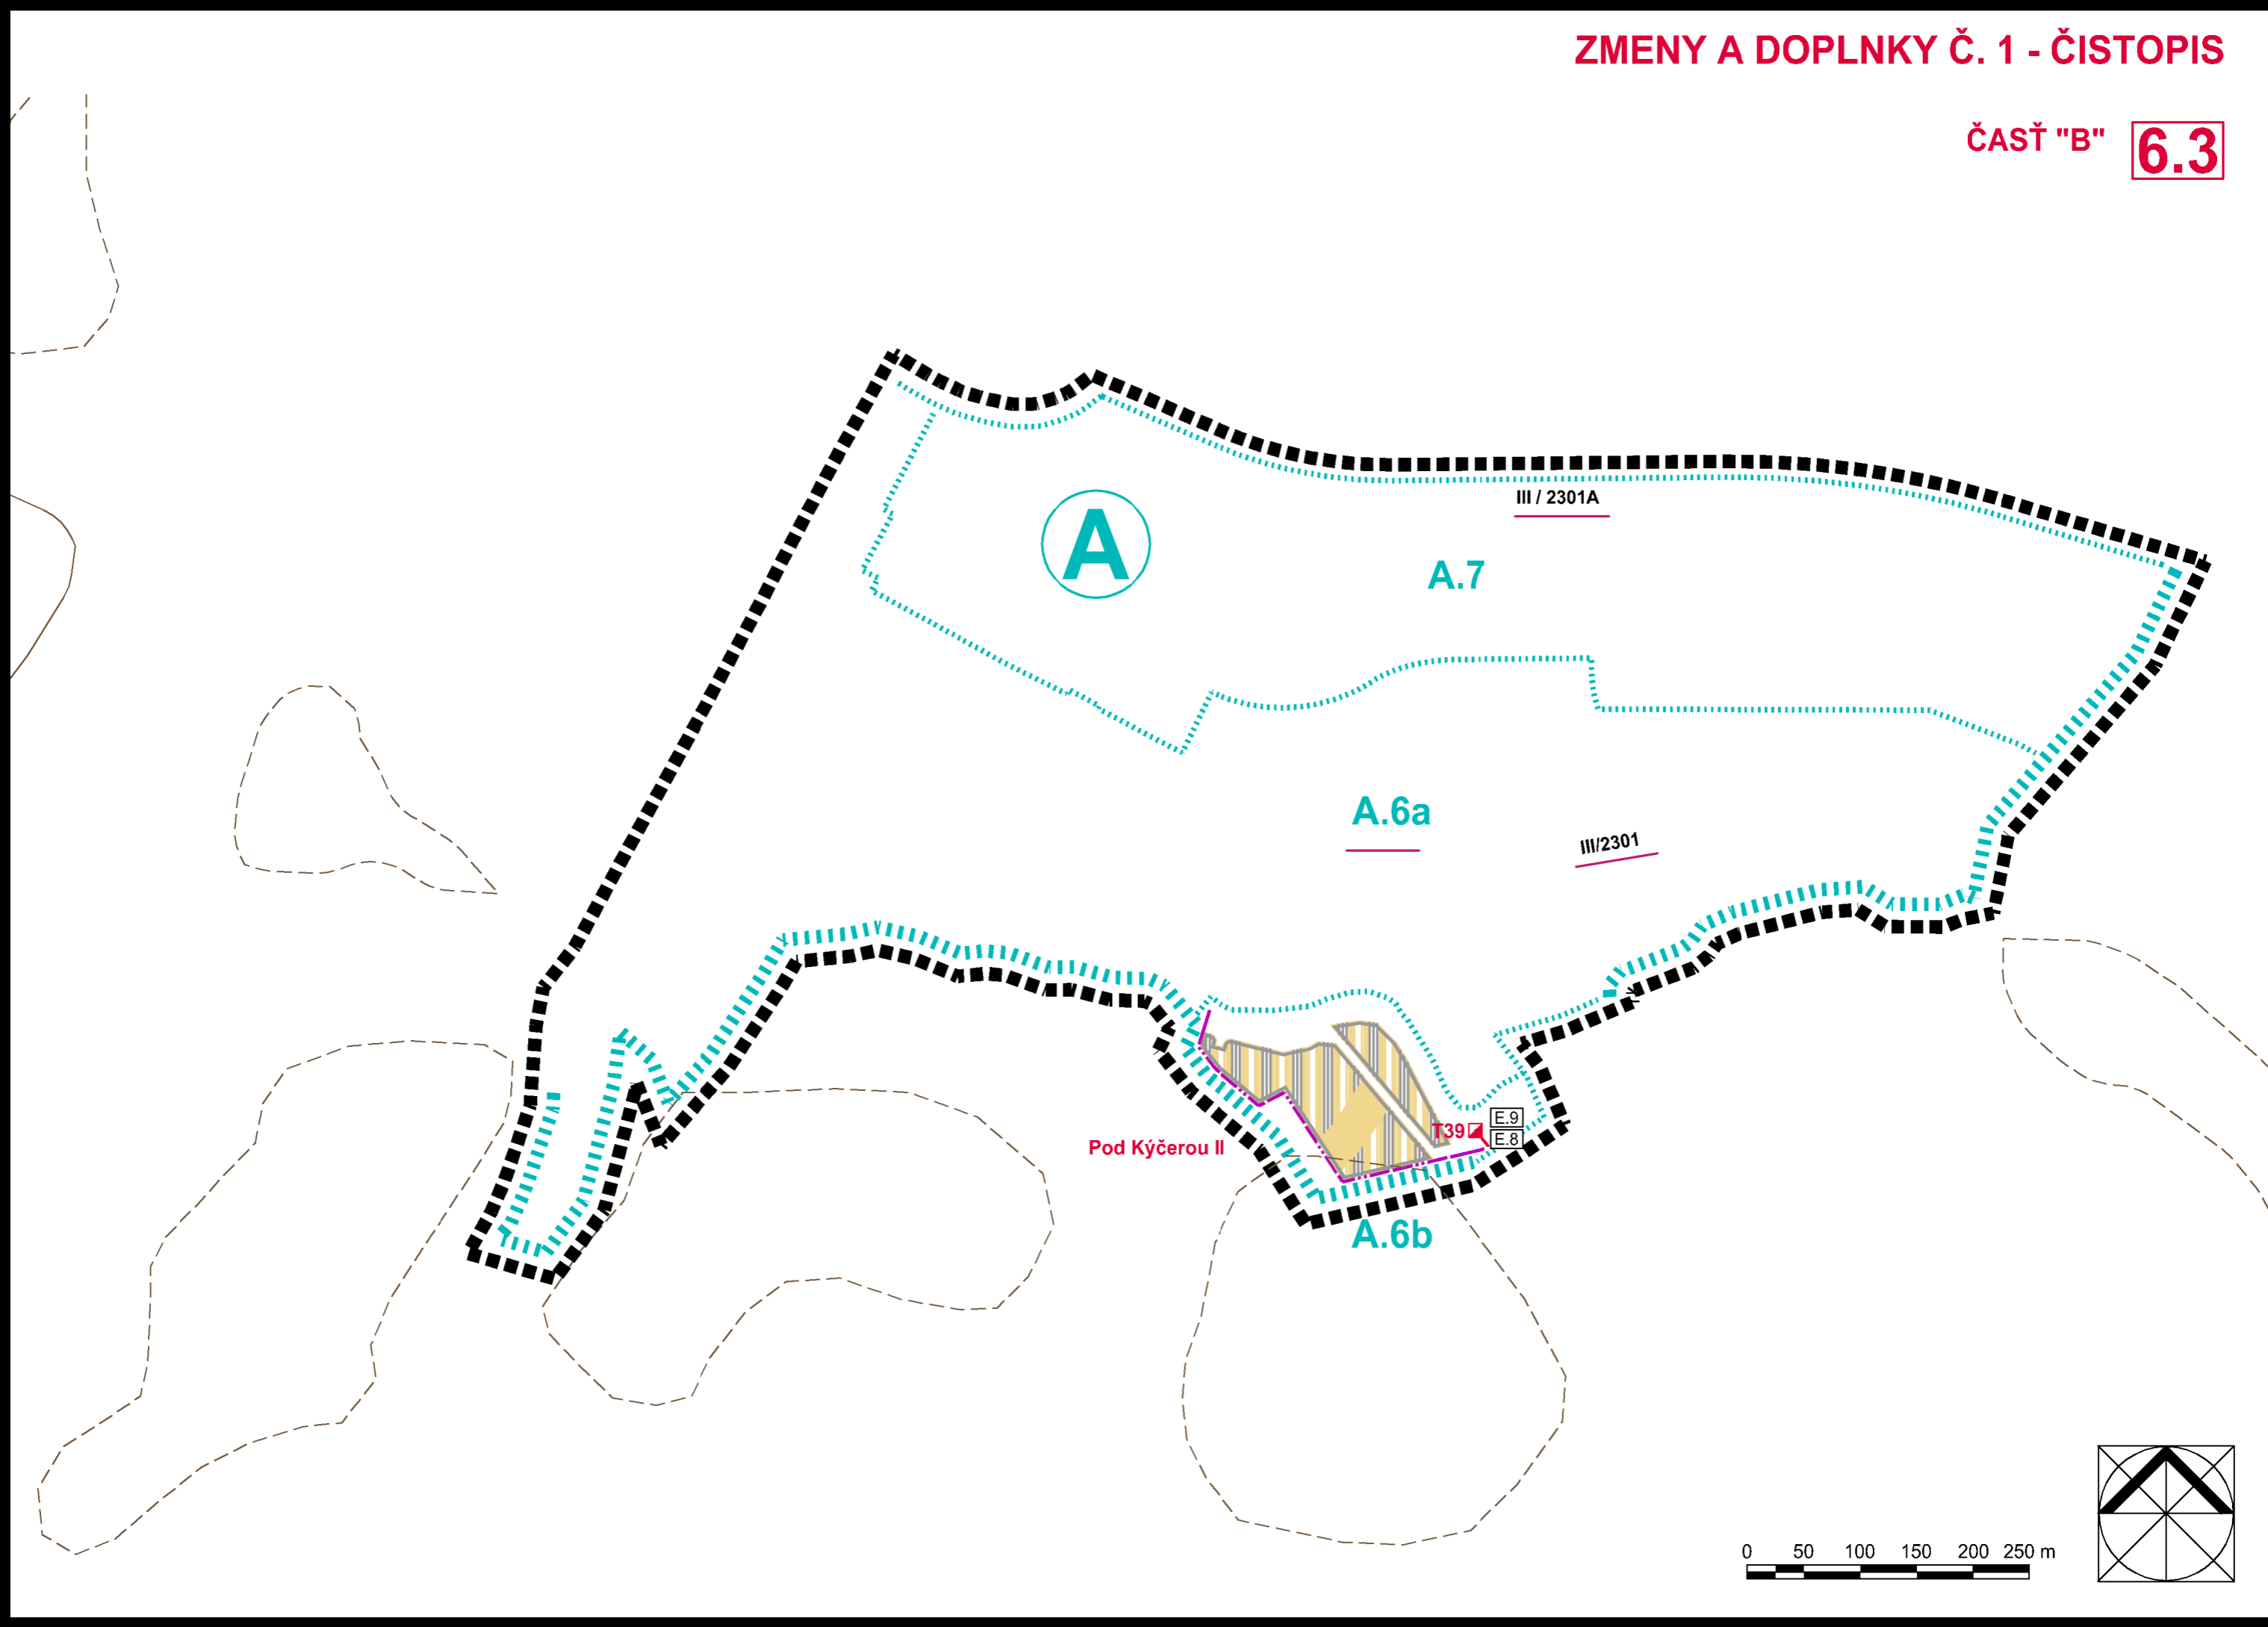 ZMENY A DOPLNKY Č. 1 - ČISTOPIS
ČASŤ "B" 6.3
III / 2301A
A
A.7
A.6a
III/2301
E.9
T39
E.8
Pod Kýčerou II
A.6b
0 50 100 150 200 250 m